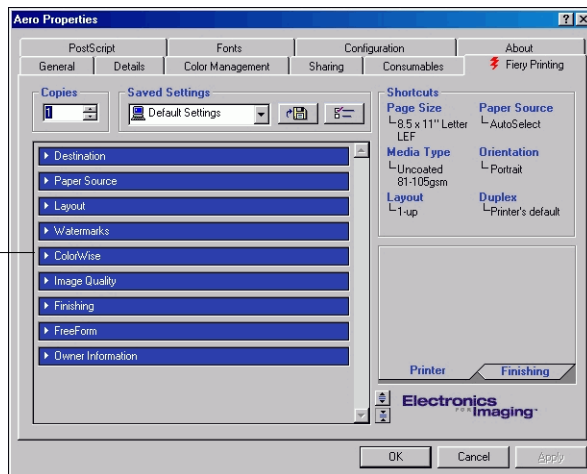 Aero Properties
PostScript
Fonts
Configuration
About
General
Details
Color Management
Sharing
Consumables
Fiery Printing
Copies
1
Saved Settings
Default Settings
Destination
Paper Source
Layout
Watermarks
ColorWise
Image Quality
Finishing
FreeForm
Owner Information
Shortcuts
Page Size
8.5 x 11" Letter
LEF
Paper Source
AutoSelect
Media Type
Uncoated
81-105gsm
Orientation
Portrait
Layout
1-up
Duplex
Printer's default
Printer
Finishing
Electronics
FOR Imaging
OK
Cancel
Apply